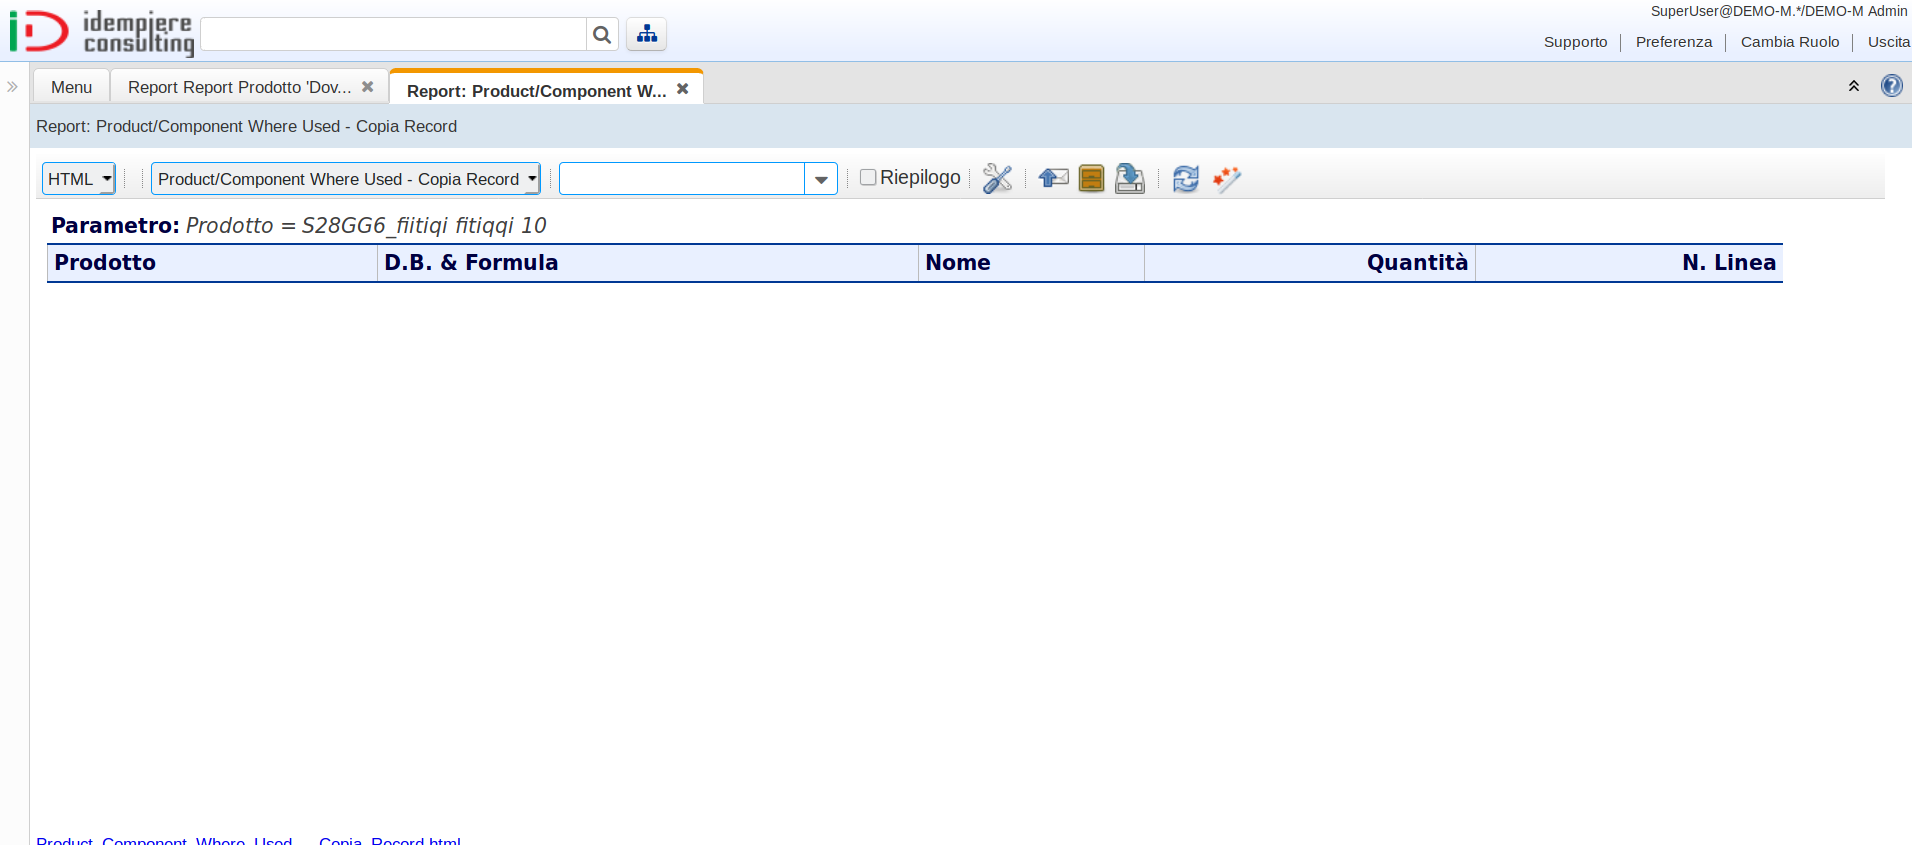 idempiere
consulting
SuperUser@DEMO-M.*/DEMO-M Admin
Supporto Preferenza Cambia Ruolo Uscita
Menu Report Report Prodotto 'Dov... Report: Product/Component W...
Report: Product/Component Where Used - Copia Record
HTML Product/Component Where Used - Copia Record Riepilogo
Parametro: Prodotto = S28GG6_fiitiqi fitiqqi 10
Prodotto D.B. & Formula Nome Quantità N. Linea
Product_Component_Where_Used_-_Copia_Record.html